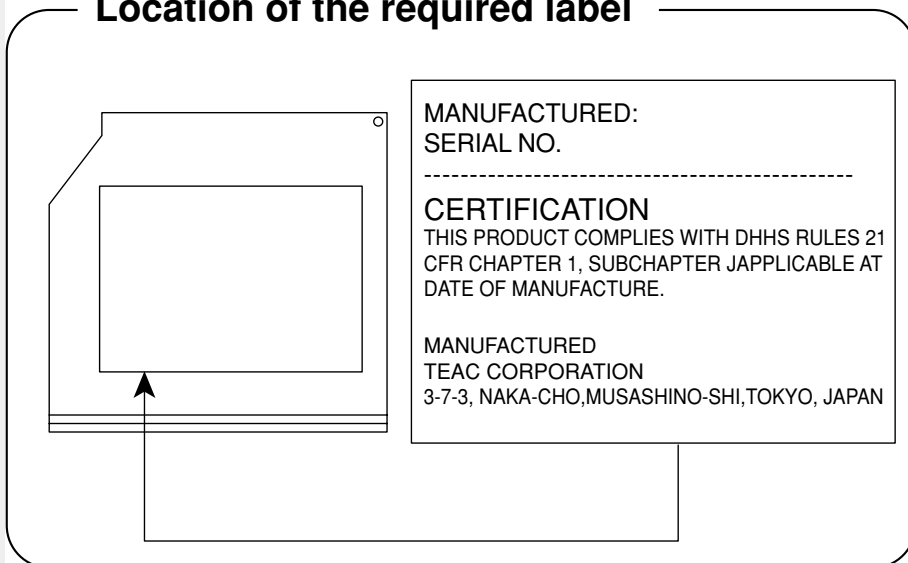 Location of the required label
MANUFACTURED:
SERIAL NO.
-----------------------------------------------
CERTIFICATION
THIS PRODUCT COMPLIES WITH DHHS RULES 21
CFR CHAPTER 1, SUBCHAPTER JAPPLICABLE AT
DATE OF MANUFACTURE.
MANUFACTURED
TEAC CORPORATION
3-7-3, NAKA-CHO,MUSASHINO-SHI,TOKYO, JAPAN